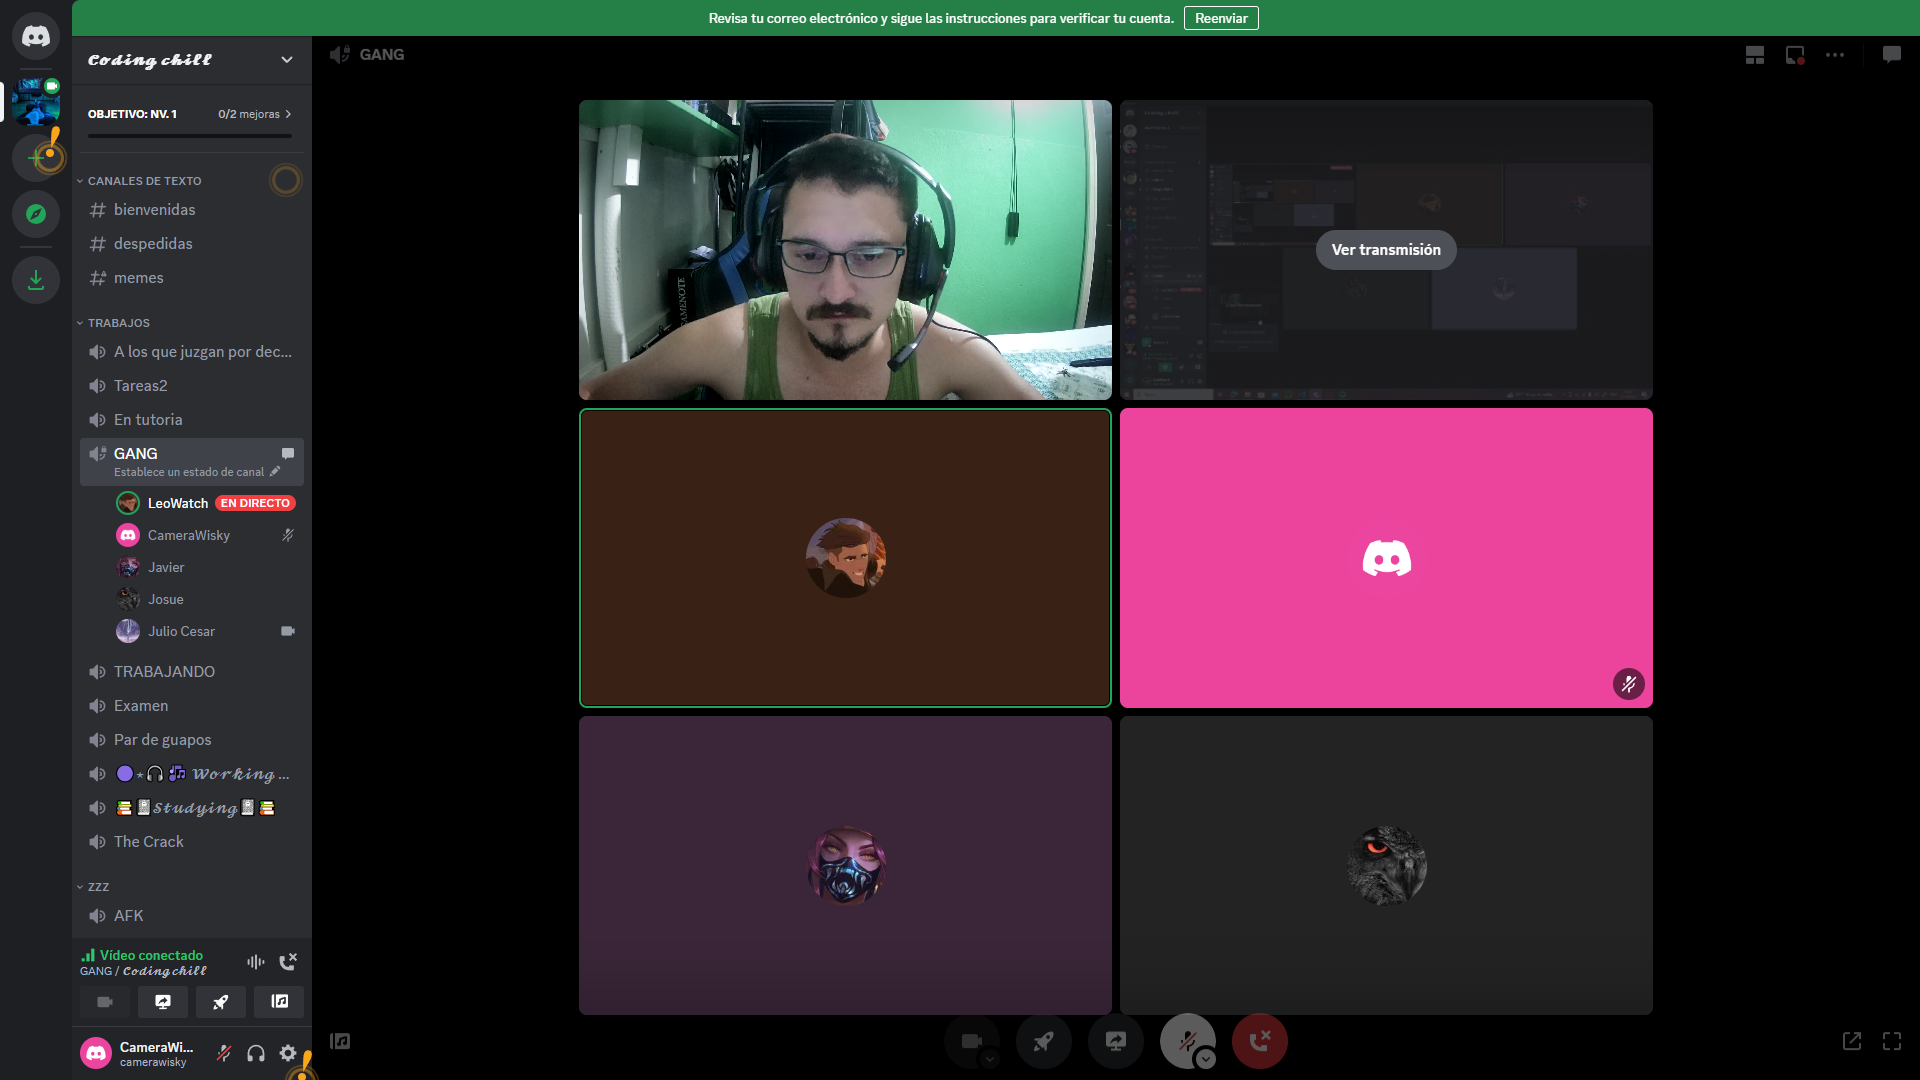 Revisa tu correo electrónico y sigue las instrucciones para verificar tu cuenta.
Reenviar
Coding chill
OBJETIVO: NV. 1
0/2 mejoras
CANALES DE TEXTO
bienvenidas
despedidas
memes
TRABAJOS
A los que juzgan por dec...
Tareas2
En tutoria
GANG
Establece un estado de canal
LeoWatch EN DIRECTO
CameraWisky
Javier
Josue
Julio Cesar
TRABAJANDO
Examen
Par de guapos
Working ...
Studying
The Crack
ZZZ
AFK
Vídeo conectado
GANG / Coding chill
CameraWi...
camerawisky
GANG
Ver transmisión